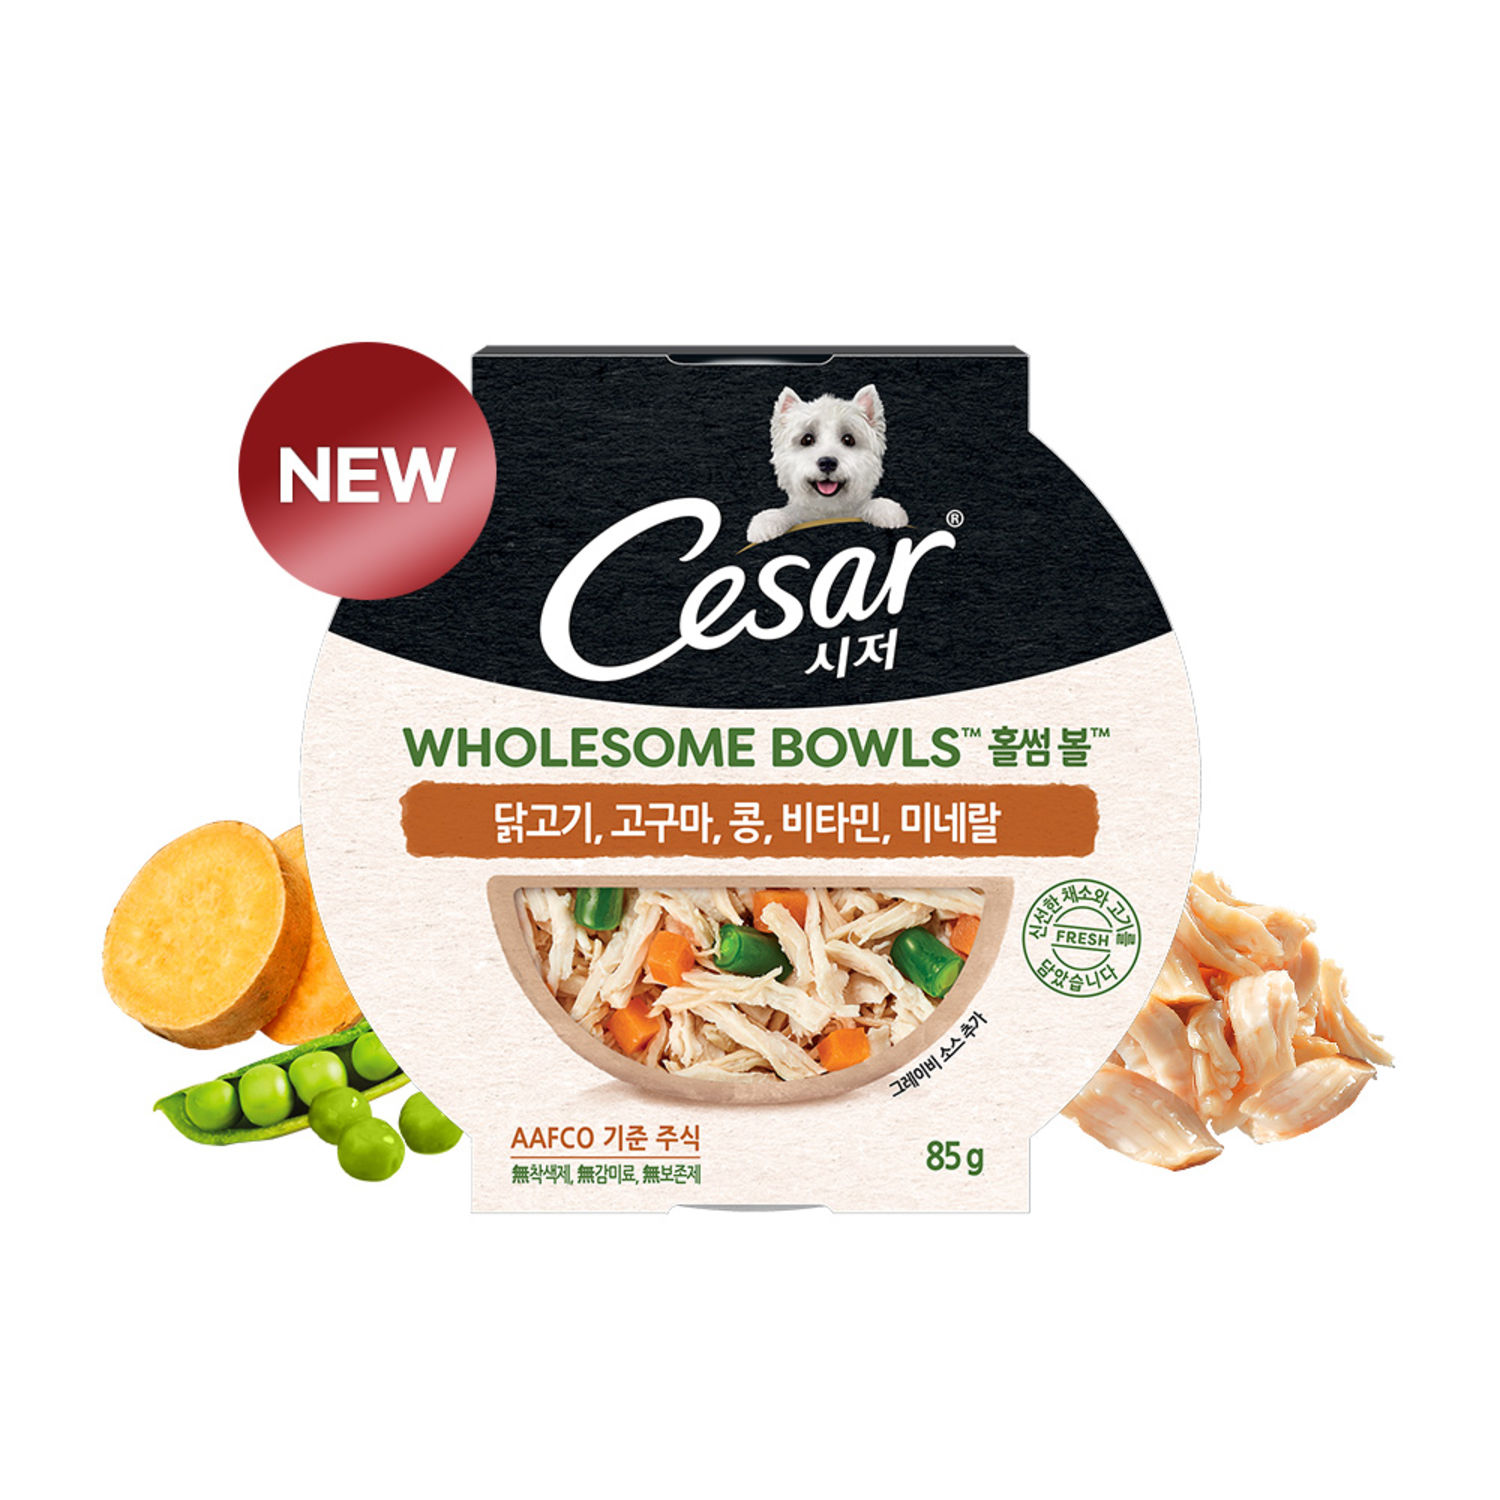 NEW
Cesar®
시저
WHOLESOME BOWLS™ 홀썸 볼™
닭고기, 고구마, 콩, 비타민, 미네랄
신선한 채소와 고기를
FRESH
담았습니다
그레이비 소스 추가
AAFCO 기준 주식
無착색제, 無감미료, 無보존제
85 g